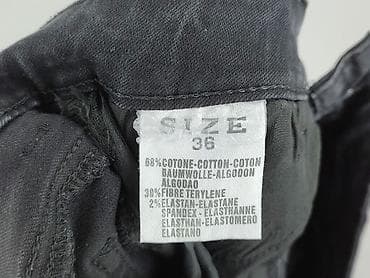 SIZE
36
68%COTONE-COTTON-COTON
BAUMWOLLE-ALGODON
ALGODAO
30%FIBRE TERYLENE
2%ELASTAN-ELASTANE
SPANDEX-ELASTHANNE
ELASTHAN-ELASTOMERO
ELASTANO